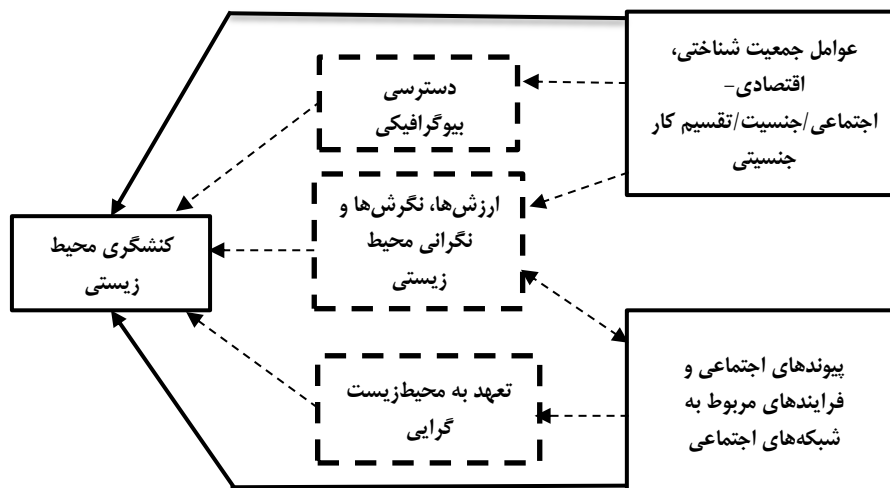 عوامل جمعیت شناختی،
اقتصادی-
اجتماعی/جنسیت/تقسیم کار
جنسیتی
دسترسی
بیوگرافیکی
ارزش‌ها، نگرش‌ها و
نگرانی محیط
زیستی
کنشگری محیط
زیستی
تعهد به محیط‌زیست
گرایی
پیوندهای اجتماعی و
فرایندهای مربوط به
شبکه‌های اجتماعی